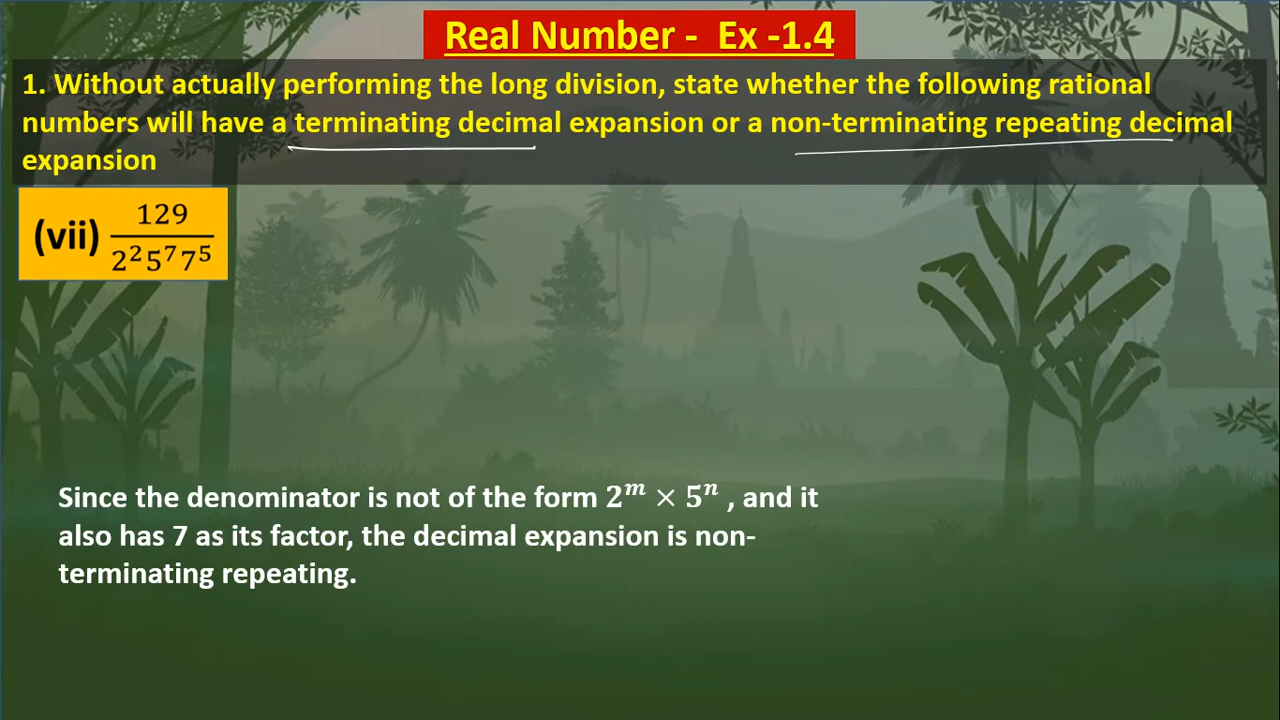 Real Number - Ex -1.4
1. Without actually performing the long division, state whether the following rational
numbers will have a terminating decimal expansion or a non-terminating repeating decimal
expansion
(vii) 129/2²5⁷7⁵
Since the denominator is not of the form 2ᵐ × 5ⁿ , and it
also has 7 as its factor, the decimal expansion is non-
terminating repeating.